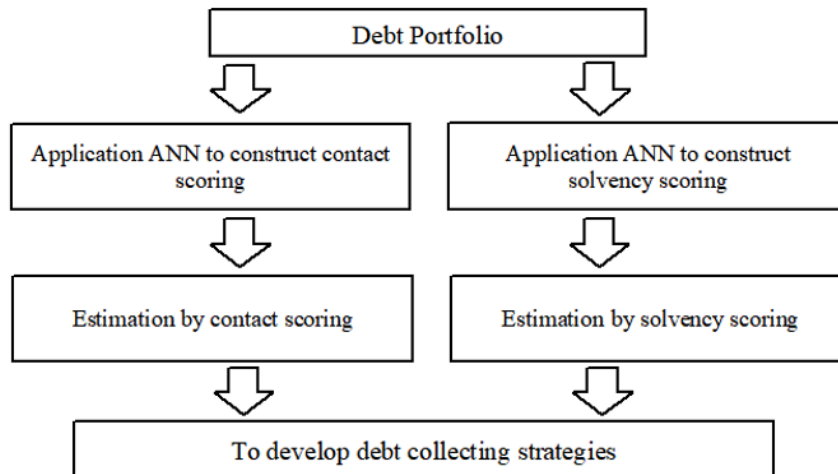 Debt Portfolio
Application ANN to construct contact
scoring
Application ANN to construct
solvency scoring
Estimation by contact scoring
Estimation by solvency scoring
To develop debt collecting strategies